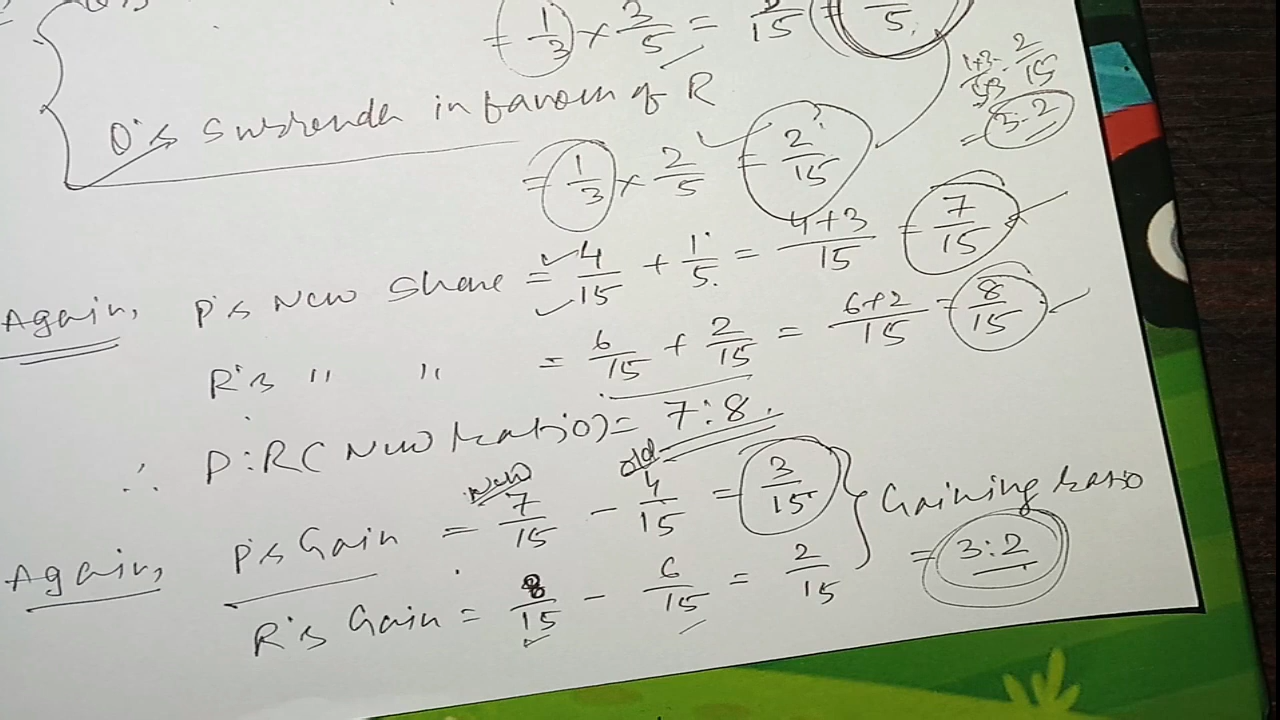 = 1/3 × 3/5 = 3/15 = /5
Q's Surrender in favour of R
= 1/3 × 2/5 = 2/15
2/15
= 3:2
Again, P's New Share = 4/15 + 1/5 = 4+3/15 = 7/15
R's " " = 6/15 + 2/15 = 6+2/15 = 8/15
∴ P:R (New Ratio) = 7:8.
New Old
Again, P's Gain = 7/15 - 4/15 = 3/15 } Gaining Ratio
R's Gain = 8/15 - 6/15 = 2/15 = 3:2